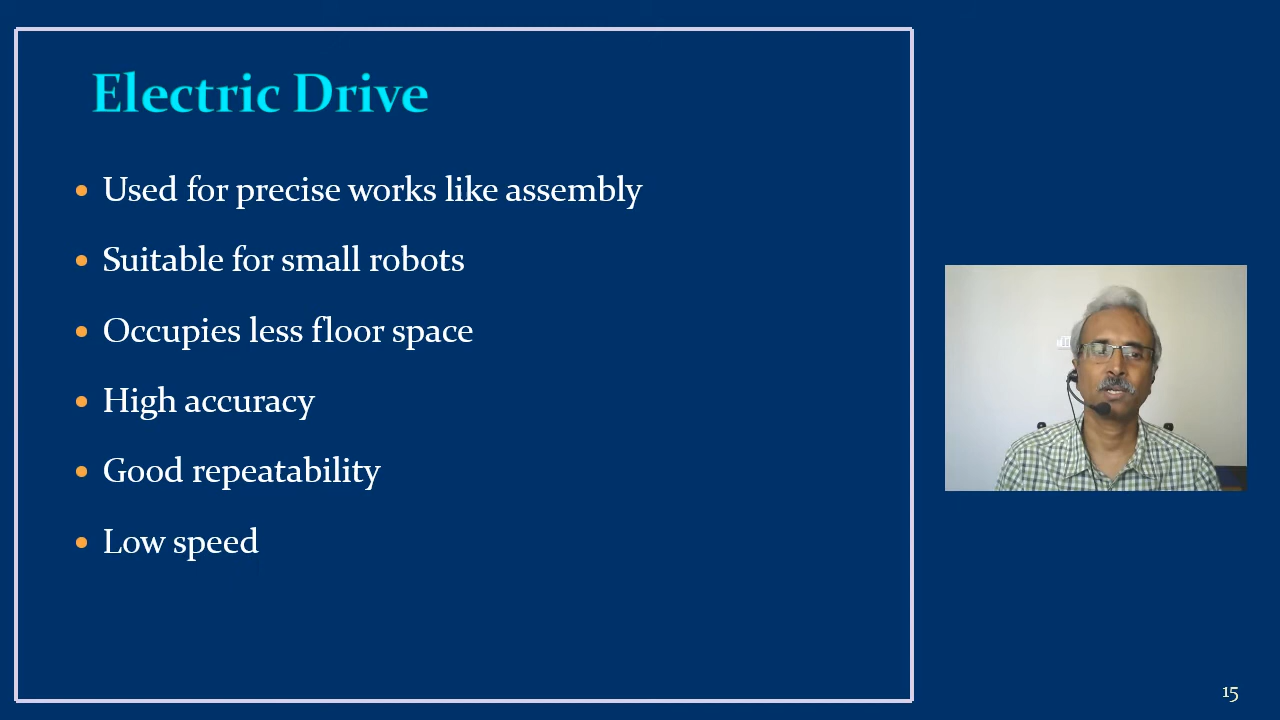 Electric Drive
• Used for precise works like assembly
• Suitable for small robots
• Occupies less floor space
• High accuracy
• Good repeatability
• Low speed
15